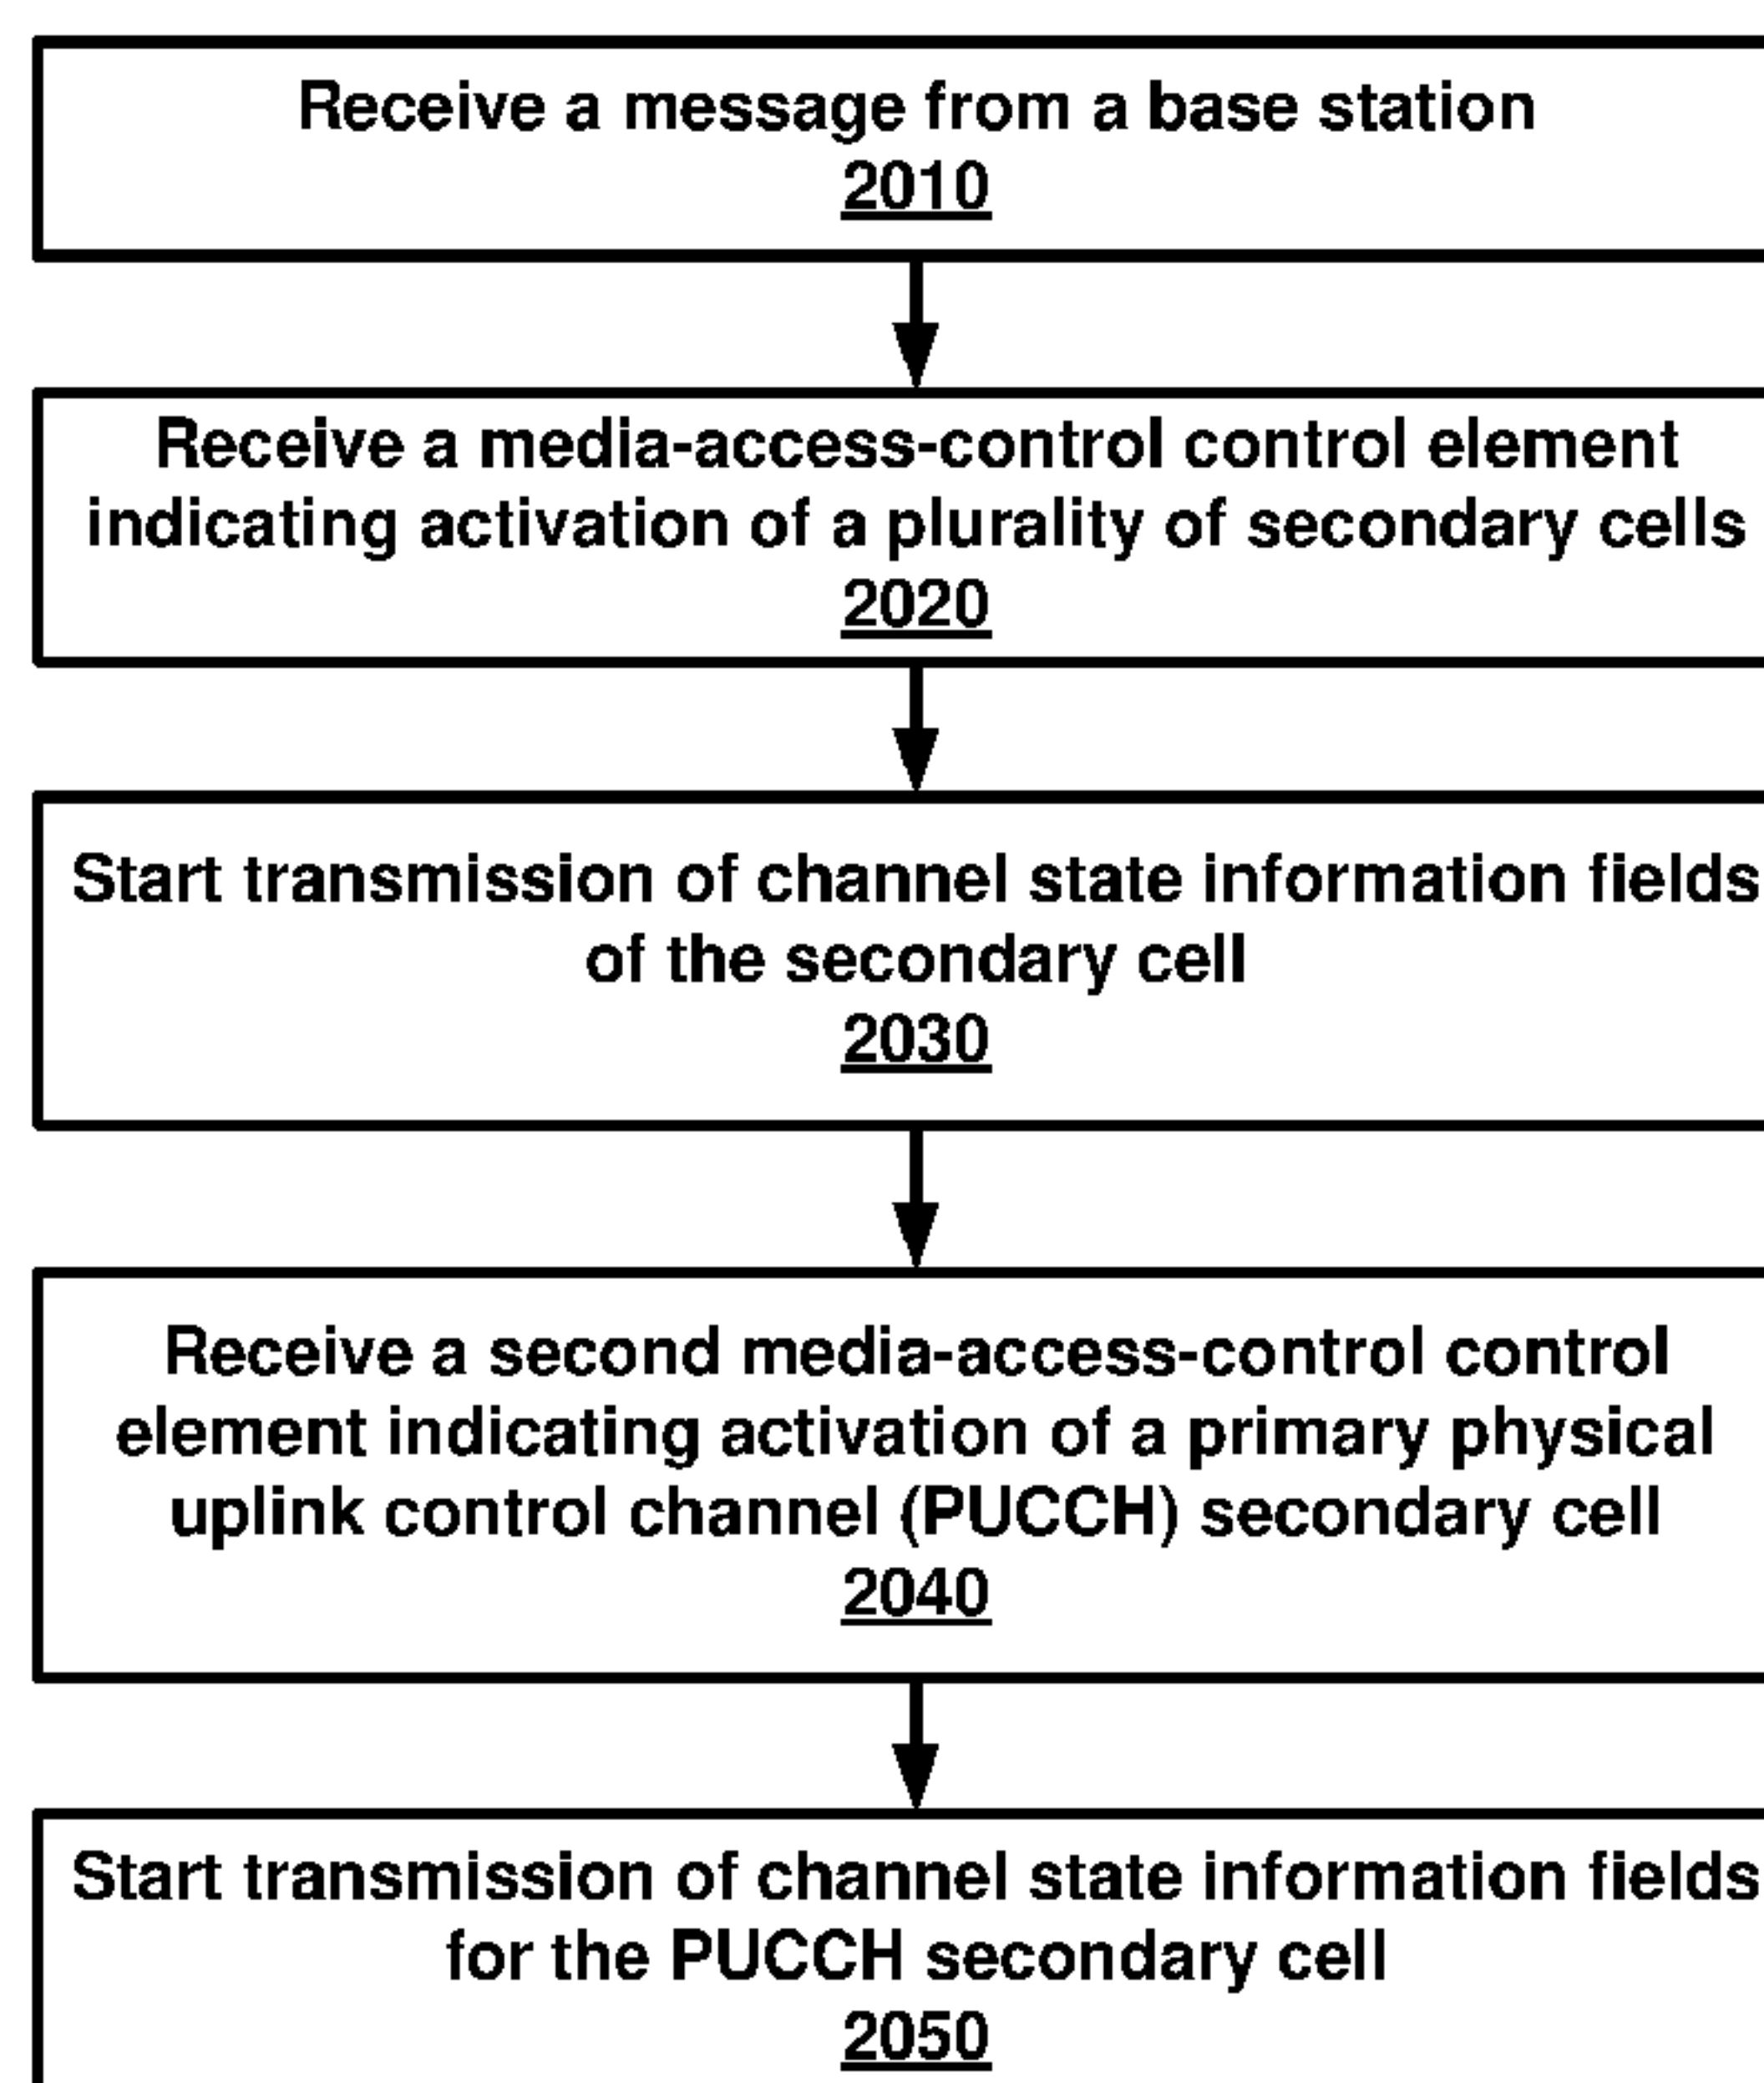 Receive a message from a base station
2010
Receive a media-access-control control element
indicating activation of a plurality of secondary cells
2020
Start transmission of channel state information fields
of the secondary cell
2030
Receive a second media-access-control control
element indicating activation of a primary physical
uplink control channel (PUCCH) secondary cell
2040
Start transmission of channel state information fields
for the PUCCH secondary cell
2050